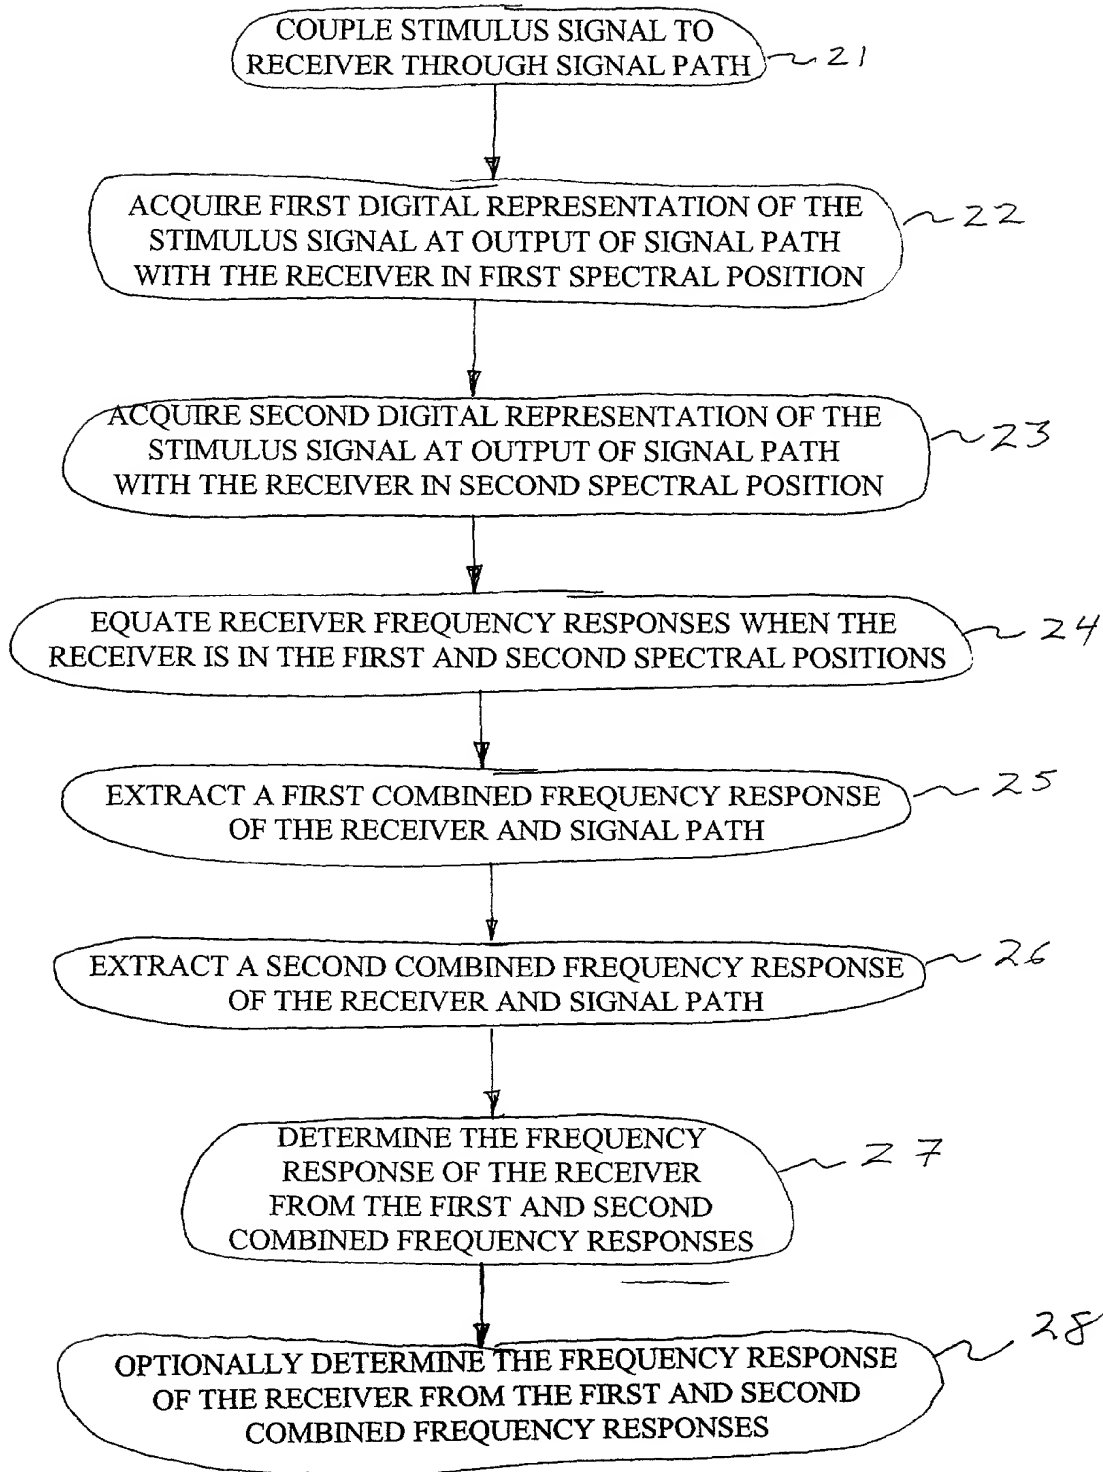 COUPLE STIMULUS SIGNAL TO
RECEIVER THROUGH SIGNAL PATH
21
ACQUIRE FIRST DIGITAL REPRESENTATION OF THE
STIMULUS SIGNAL AT OUTPUT OF SIGNAL PATH
WITH THE RECEIVER IN FIRST SPECTRAL POSITION
22
ACQUIRE SECOND DIGITAL REPRESENTATION OF THE
STIMULUS SIGNAL AT OUTPUT OF SIGNAL PATH
WITH THE RECEIVER IN SECOND SPECTRAL POSITION
23
EQUATE RECEIVER FREQUENCY RESPONSES WHEN THE
RECEIVER IS IN THE FIRST AND SECOND SPECTRAL POSITIONS
24
EXTRACT A FIRST COMBINED FREQUENCY RESPONSE
OF THE RECEIVER AND SIGNAL PATH
25
EXTRACT A SECOND COMBINED FREQUENCY RESPONSE
OF THE RECEIVER AND SIGNAL PATH
26
DETERMINE THE FREQUENCY
RESPONSE OF THE RECEIVER
FROM THE FIRST AND SECOND
COMBINED FREQUENCY RESPONSES
27
OPTIONALLY DETERMINE THE FREQUENCY RESPONSE
OF THE RECEIVER FROM THE FIRST AND SECOND
COMBINED FREQUENCY RESPONSES
28